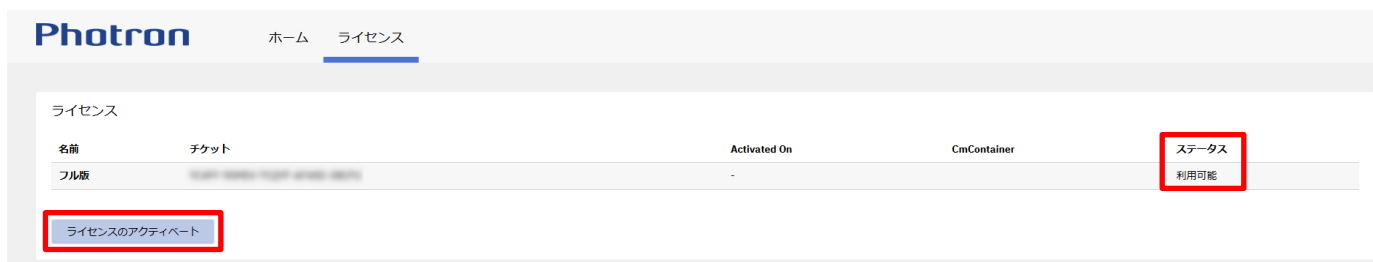 Photron ホーム ライセンス
ライセンス
名前 チケット Activated On CmContainer ステータス
フル版 - 利用可能
ライセンスのアクティベート